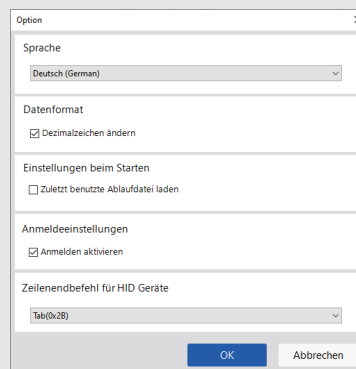 Option
Sprache
Deutsch (German)
Datenformat
Dezimalzeichen ändern
Einstellungen beim Starten
Zuletzt benutzte Ablaufdatei laden
Anmeldeeinstellungen
Anmelden aktivieren
Zeilenendbefehl für HID Geräte
Tab(0x2B)
OK Abbrechen